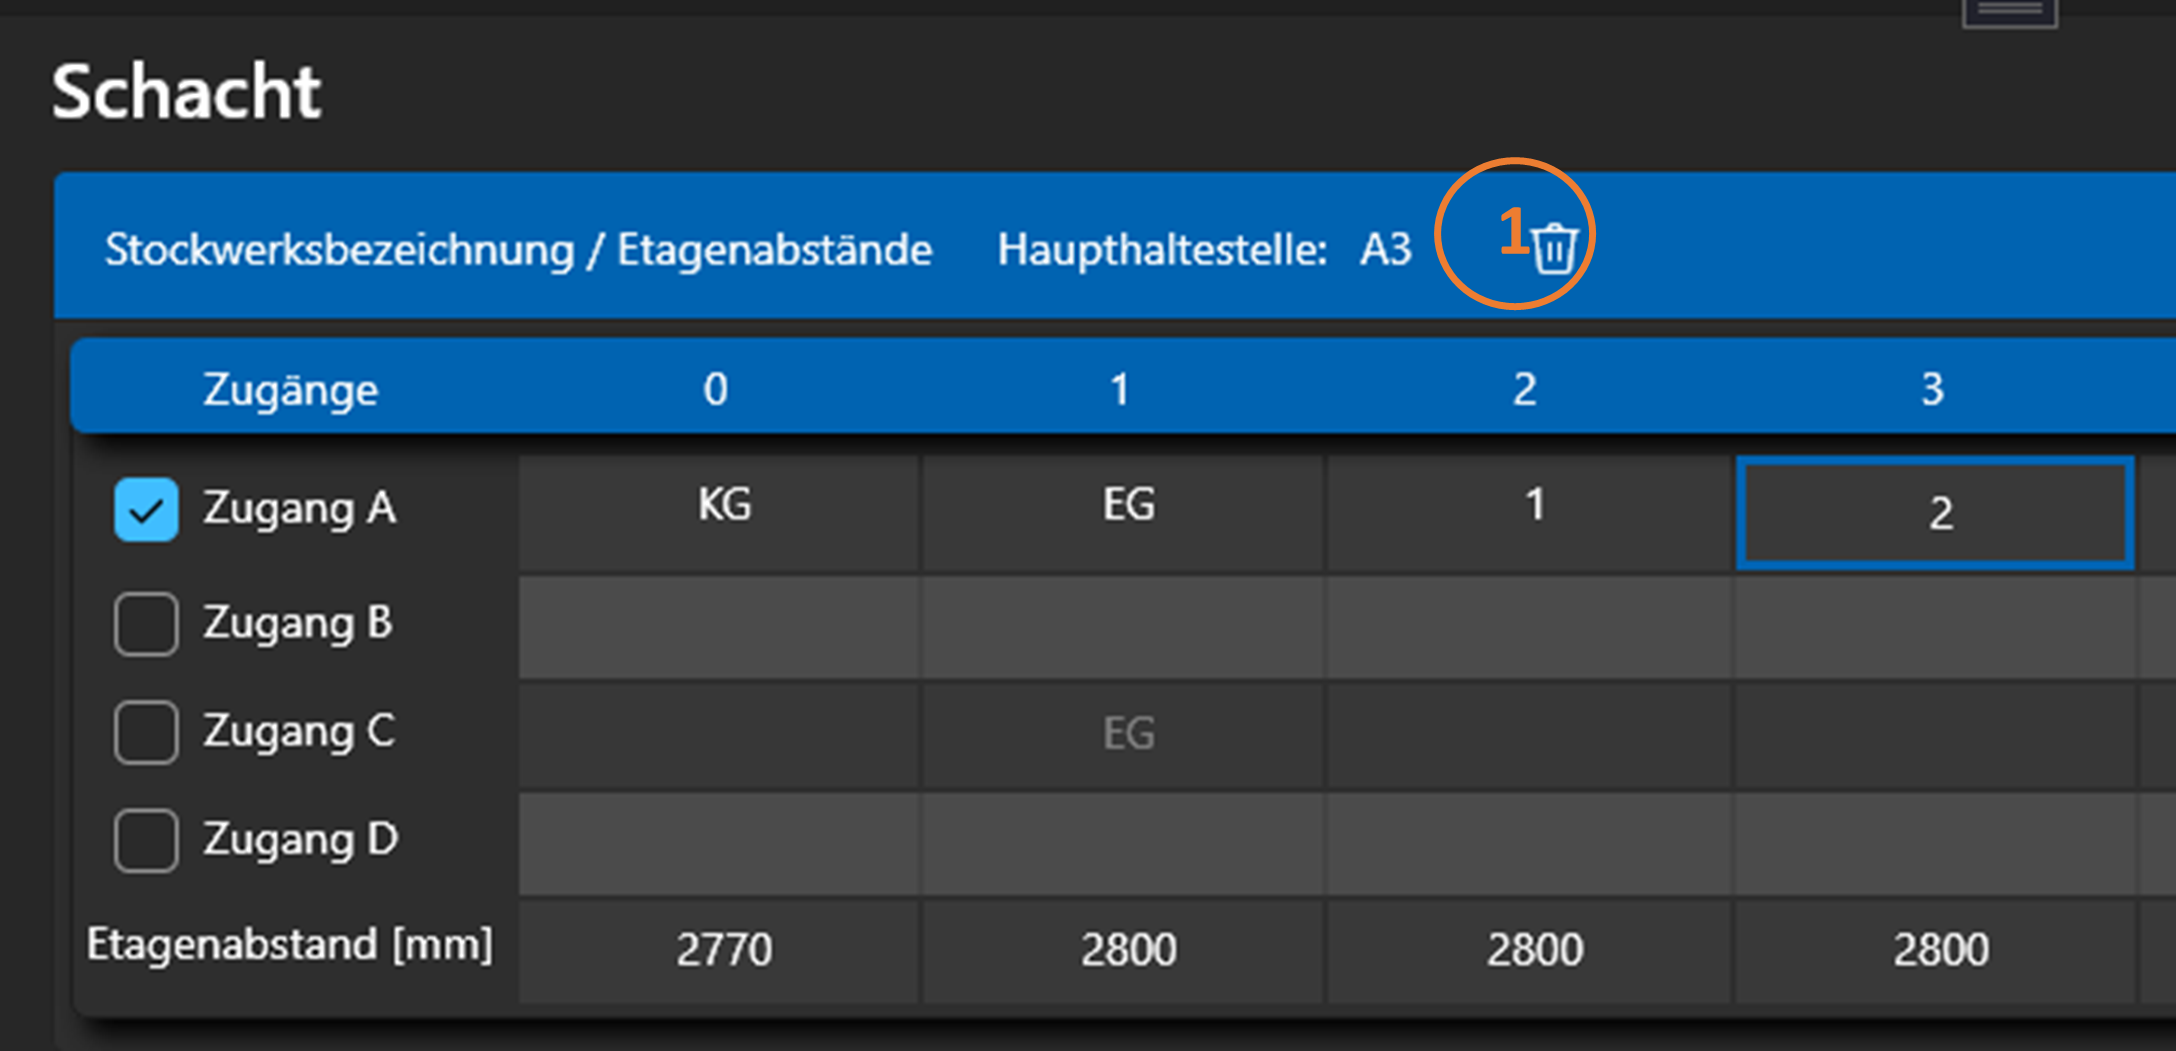 Schacht
Stockwerksbezeichnung / Etagenabstände Haupthaltestelle: A3 1
Zugänge 0 1 2 3
Zugang A KG EG 1 2
Zugang B
Zugang C EG
Zugang D
Etagenabstand [mm] 2770 2800 2800 2800